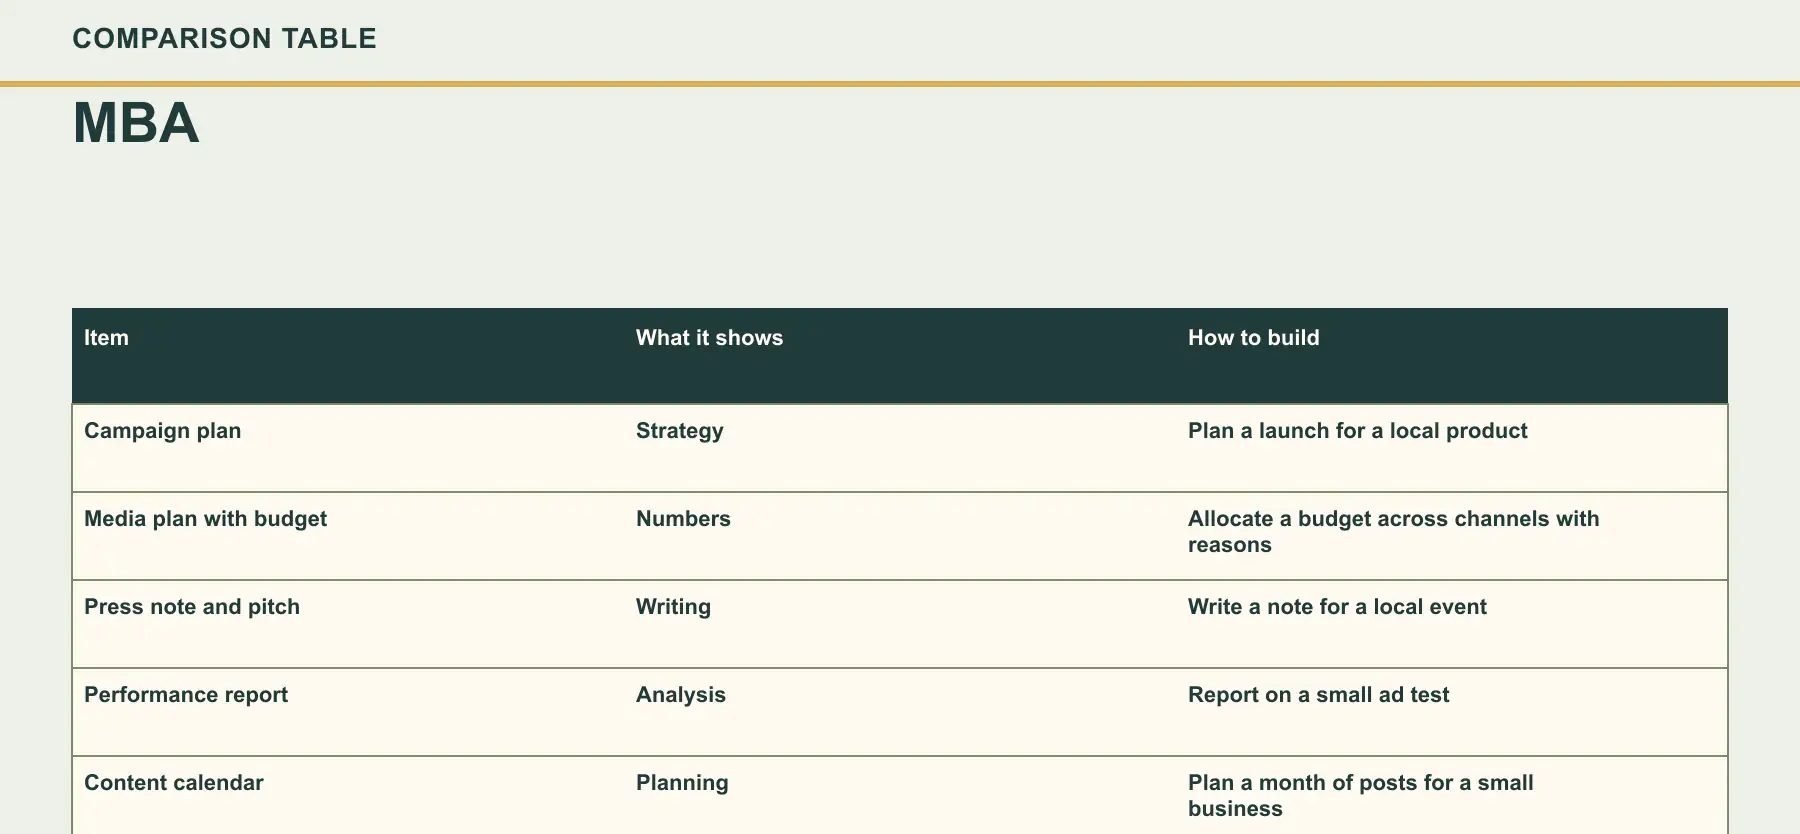 COMPARISON TABLE
MBA
Item
What it shows
How to build
Campaign plan
Strategy
Plan a launch for a local product
Media plan with budget
Numbers
Allocate a budget across channels with
reasons
Press note and pitch
Writing
Write a note for a local event
Performance report
Analysis
Report on a small ad test
Content calendar
Planning
Plan a month of posts for a small
business